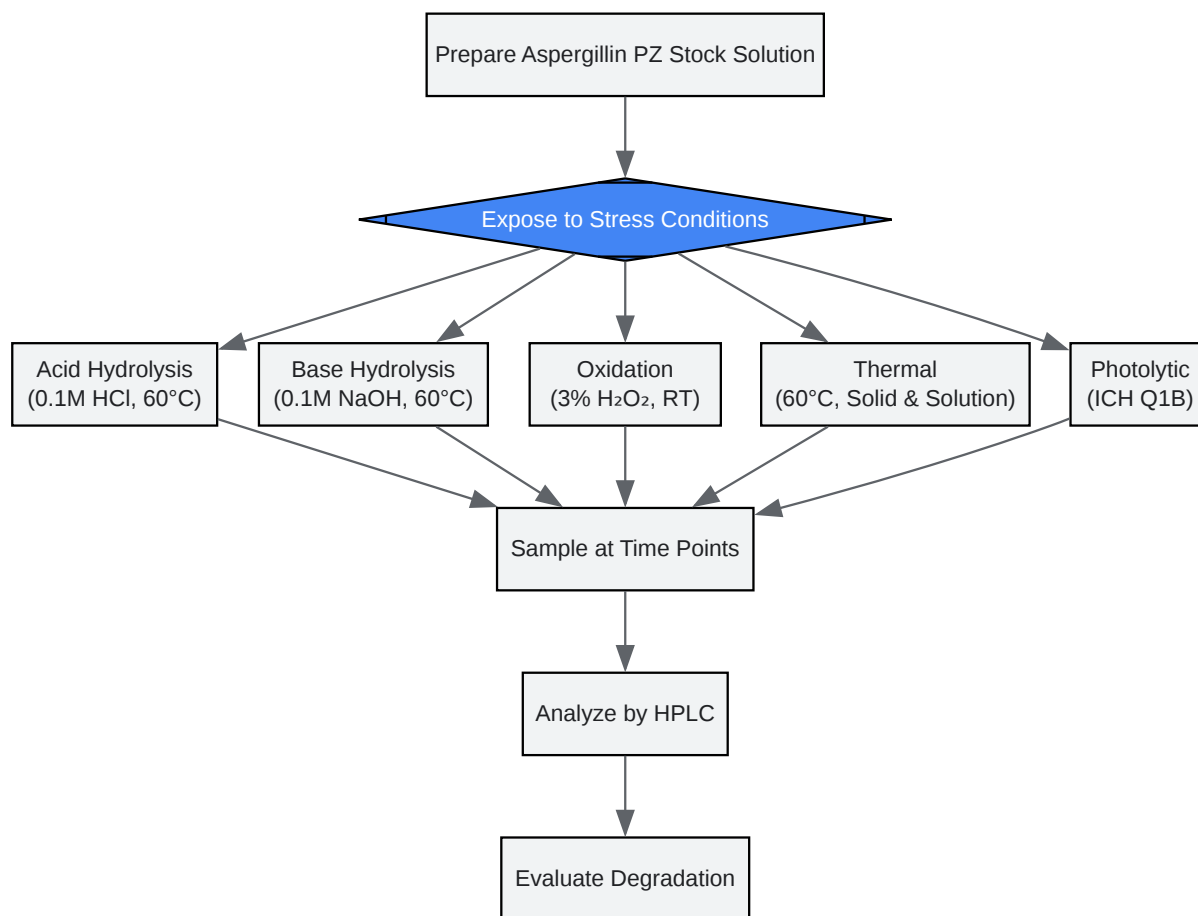 Prepare Aspergillin PZ Stock Solution
Expose to Stress Conditions
Acid Hydrolysis
(0.1M HCl, 60°C)
Base Hydrolysis
(0.1M NaOH, 60°C)
Oxidation
(3% H₂O₂, RT)
Thermal
(60°C, Solid & Solution)
Photolytic
(ICH Q1B)
Sample at Time Points
Analyze by HPLC
Evaluate Degradation